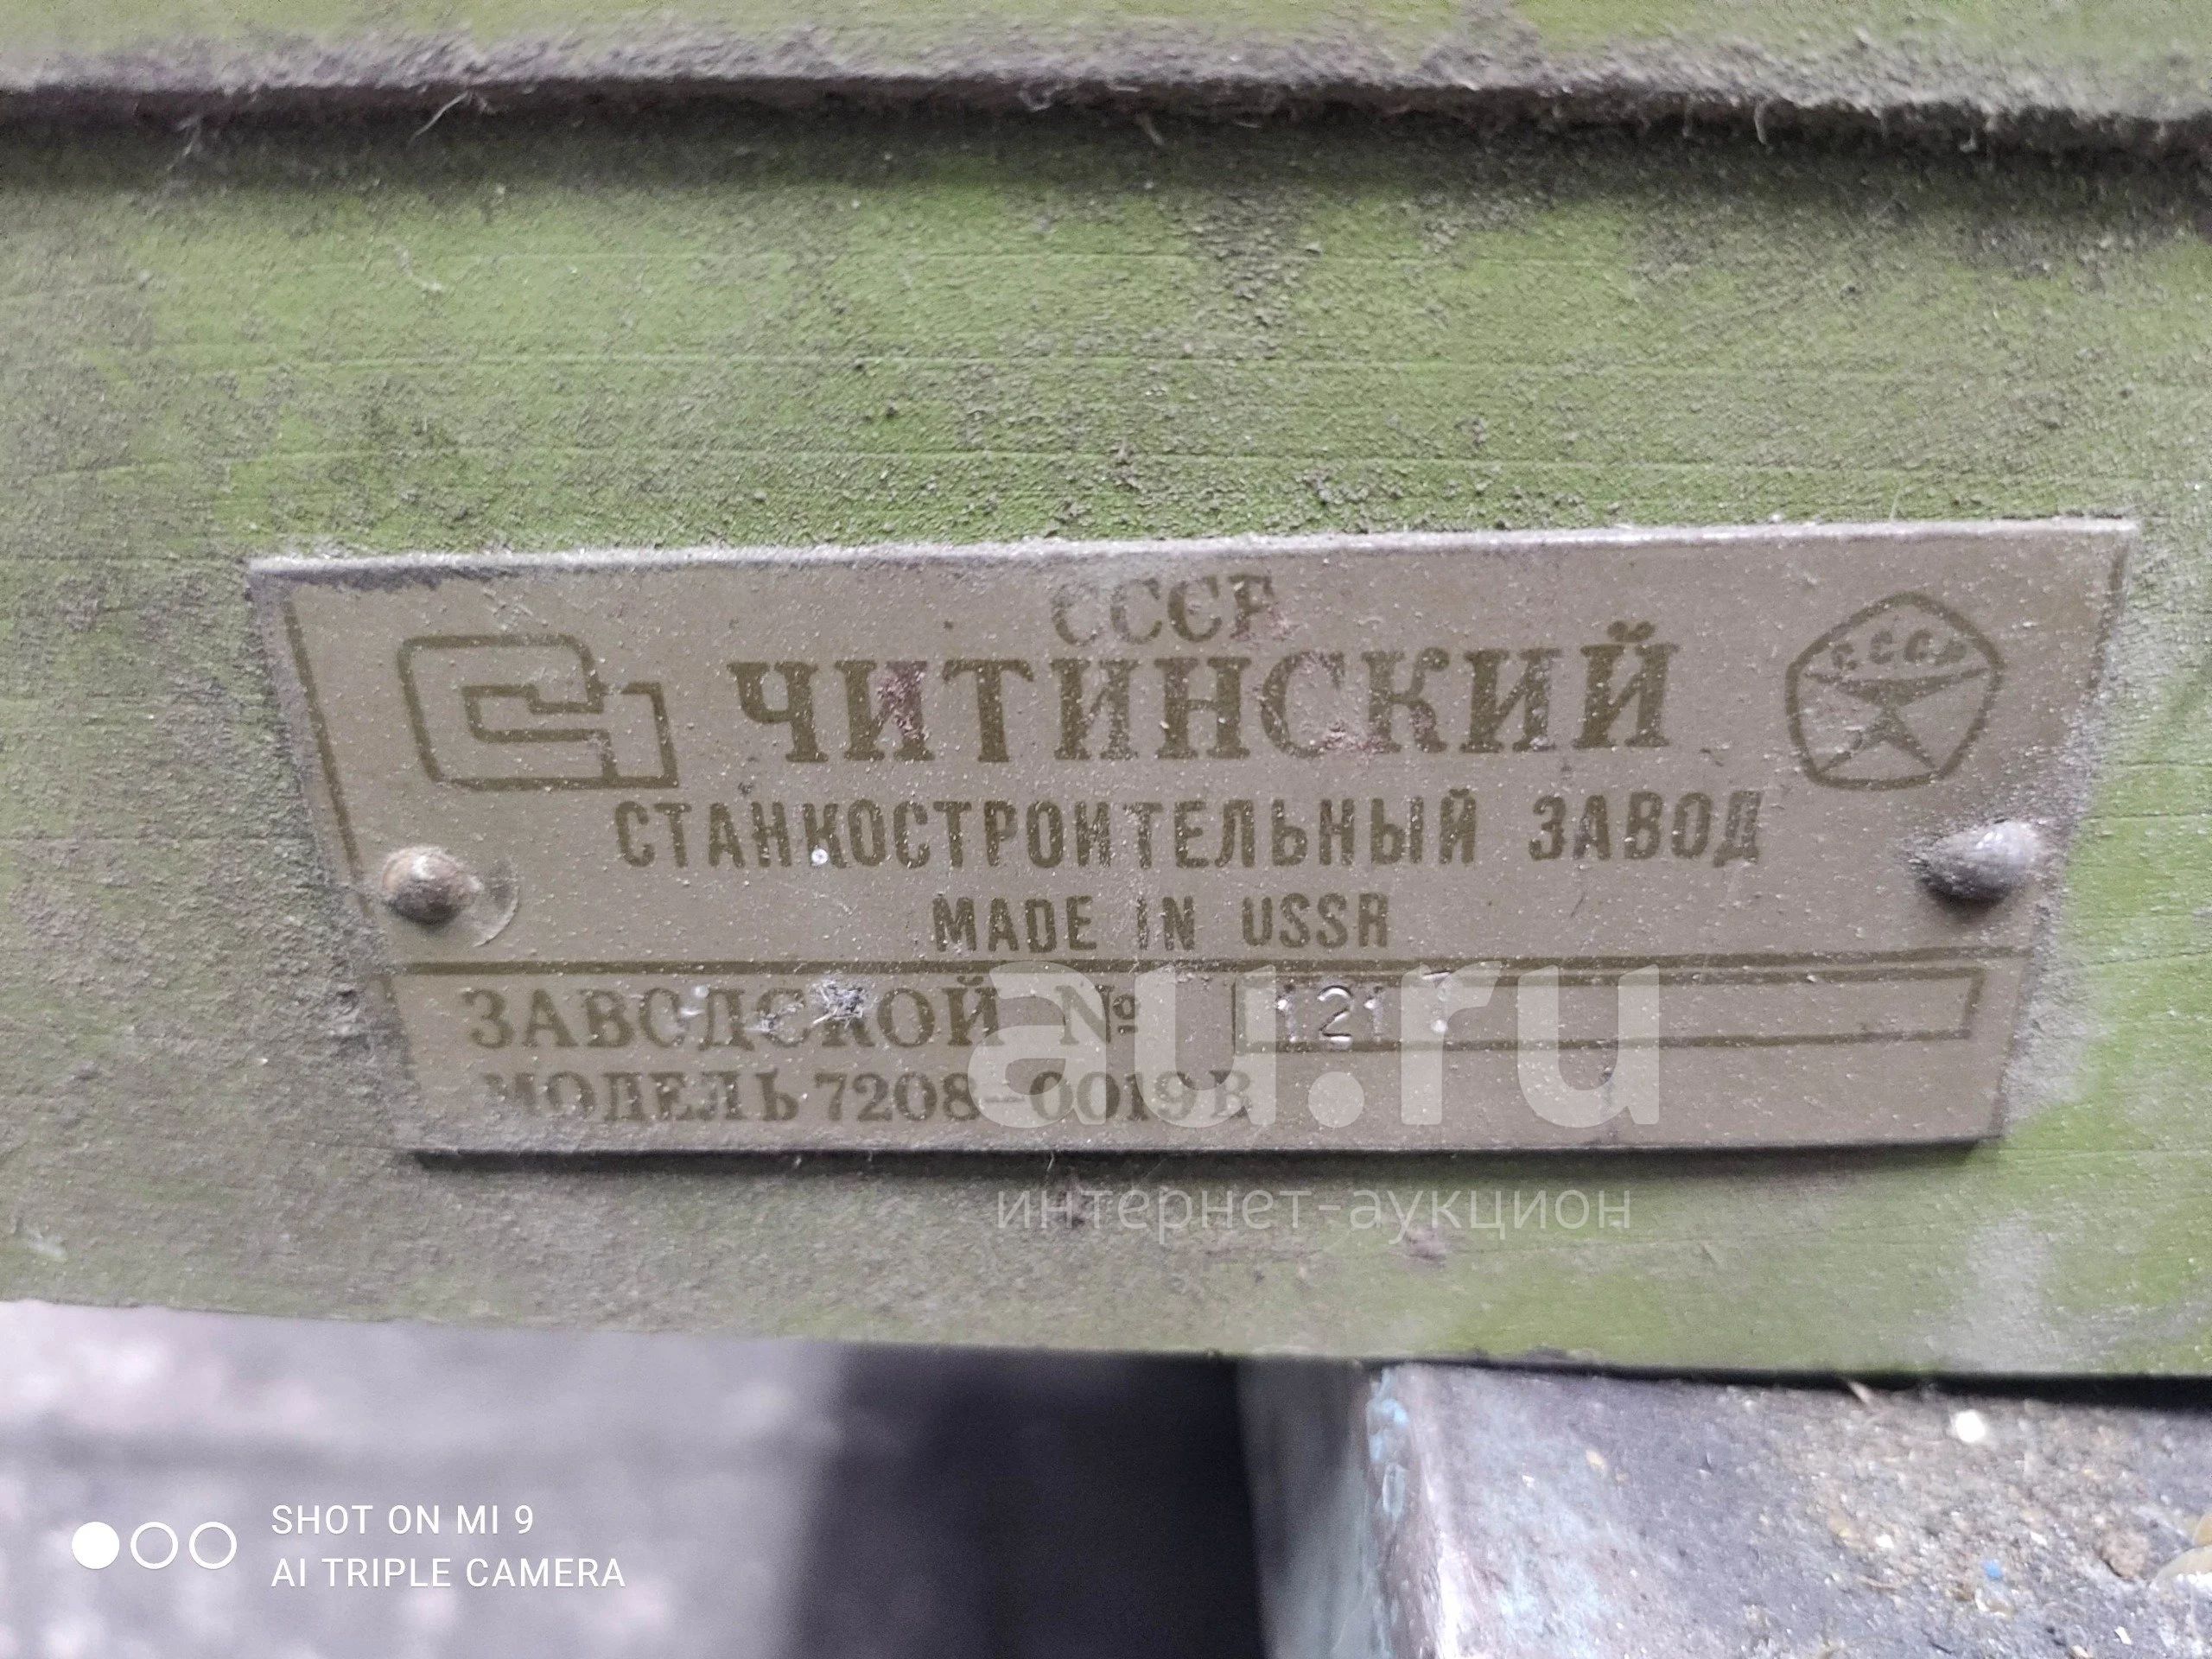 СССР
ЧИТИНСКИЙ
СССР
СТАНКОСТРОИТЕЛЬНЫЙ ЗАВОД
MADE IN USSR
ЗАВОДСКОЙ №
МОДЕЛЬ 7208-0019В
au.ru
интернет-аукцион
SHOT ON MI 9
AI TRIPLE CAMERA